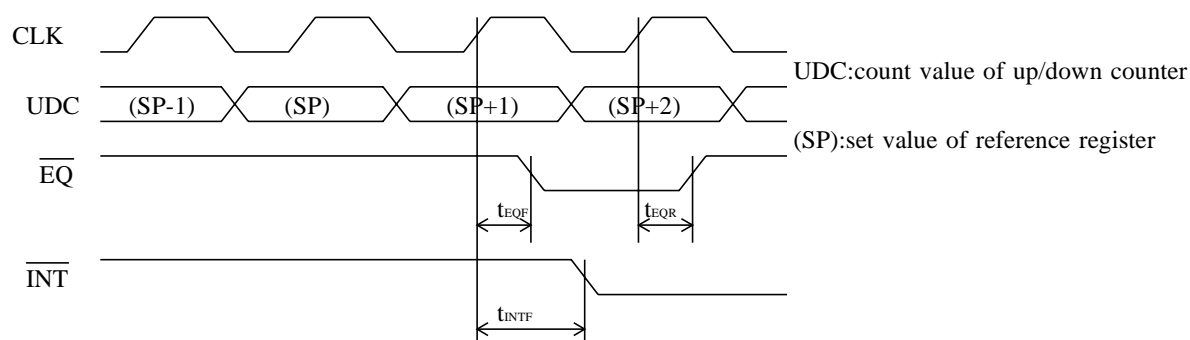 CLK
UDC:count value of up/down counter
UDC (SP-1) (SP) (SP+1) (SP+2)
(SP):set value of reference register
EQ
tEQF tEQR
INT
tINTF